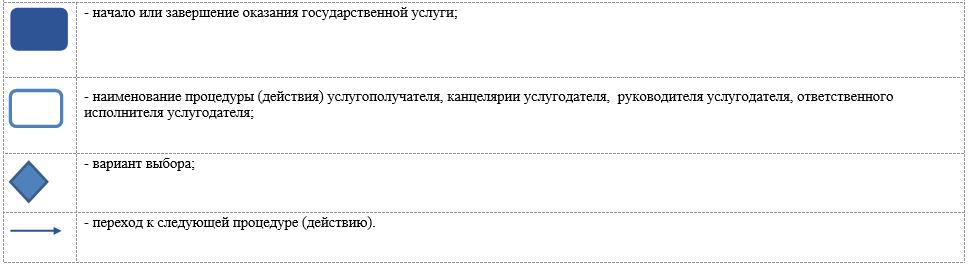 - начало или завершение оказания государственной услуги;
- наименование процедуры (действия) услугополучателя, канцелярии услугодателя, руководителя услугодателя, ответственного
исполнителя услугодателя;
- вариант выбора;
- переход к следующей процедуре (действию).